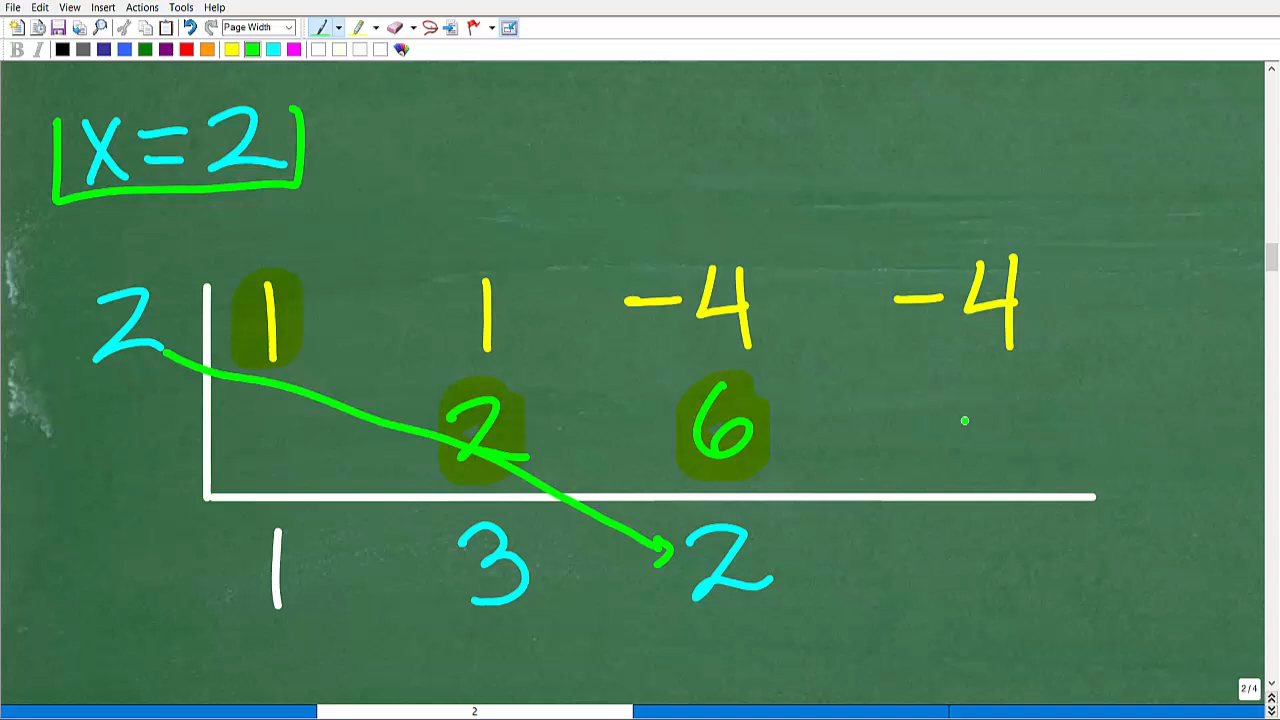 File Edit View Insert Actions Tools Help
Page Width
B I
x = 2
2 1 1 -4 -4
2 6
1 3 2
2/4
2